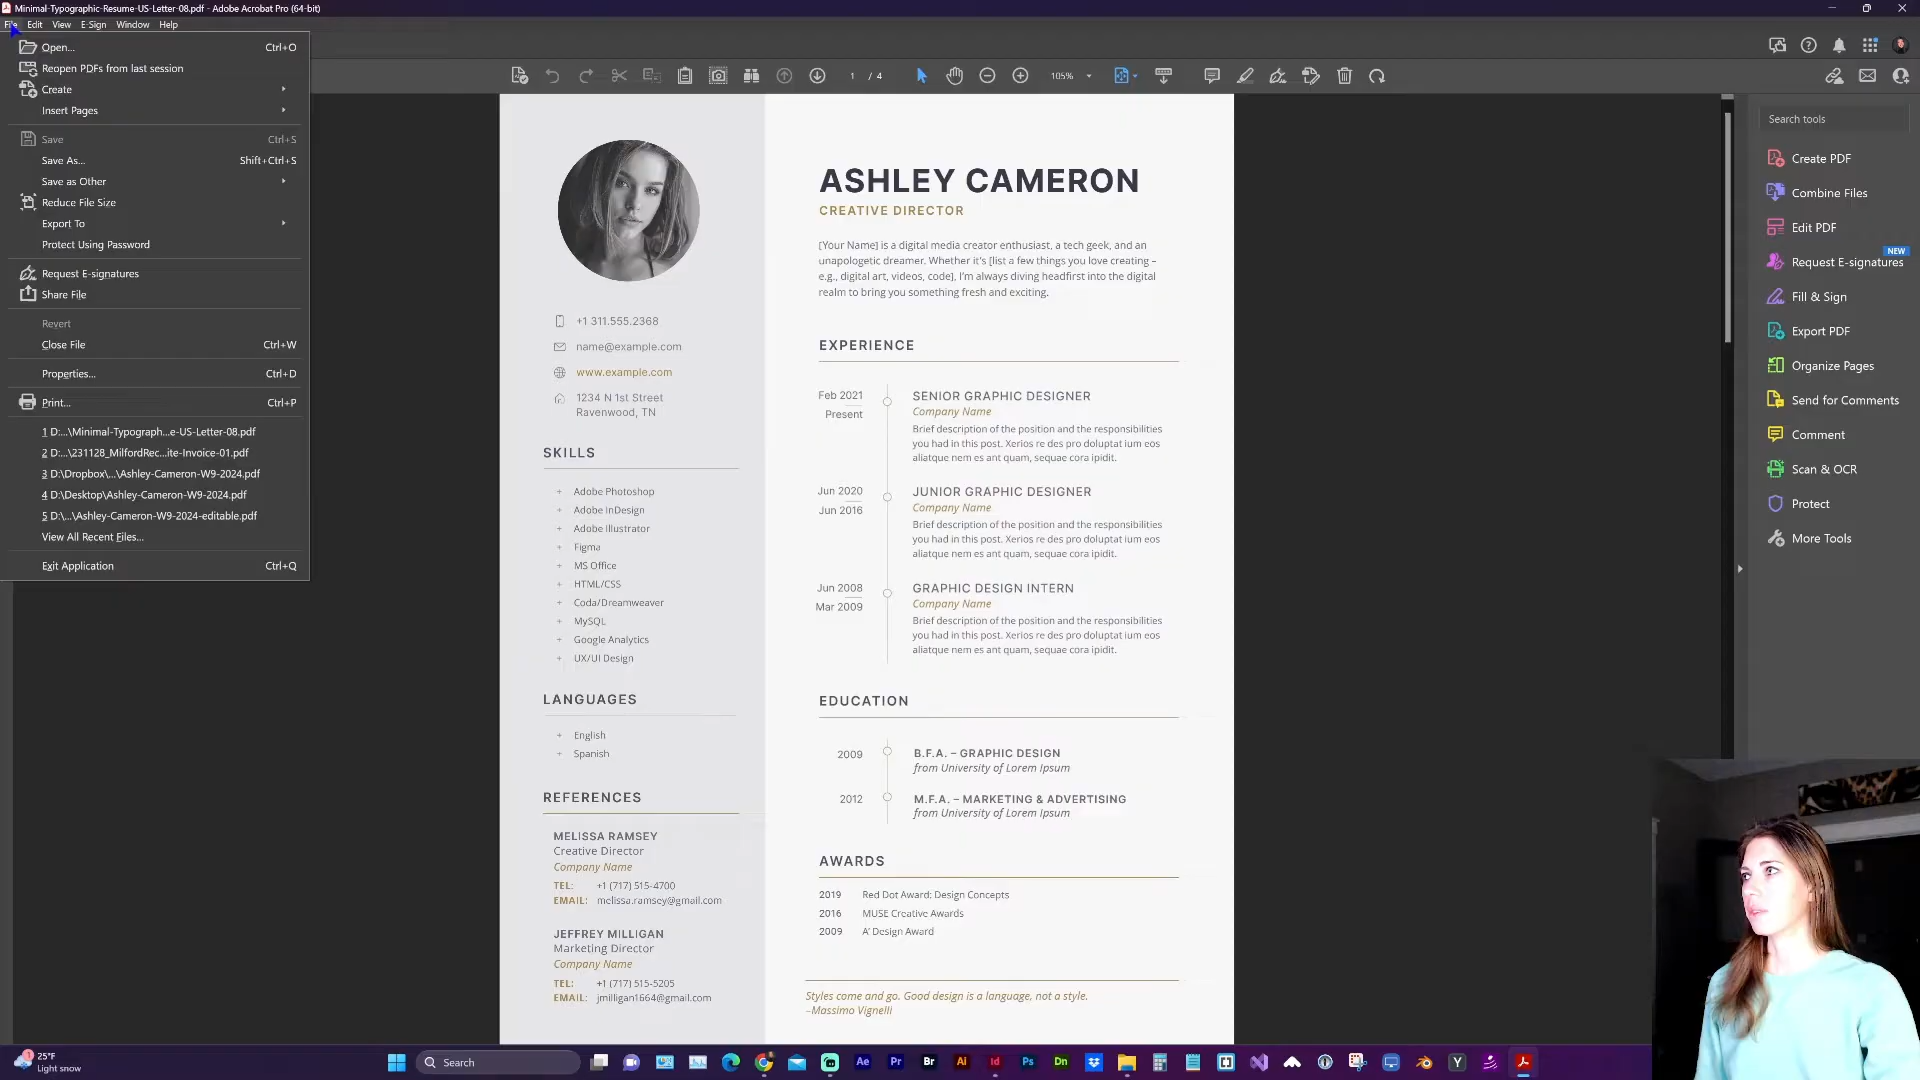 Minimal-Typographic-Resume-US-Letter-08.pdf - Adobe Acrobat Pro (64-bit)
File Edit View E-Sign Window Help
Open... Ctrl+O
Reopen PDFs from last session
Create
Insert Pages
Save Ctrl+S
Save As... Shift+Ctrl+S
Save as Other
Reduce File Size
Export To
Protect Using Password
Request E-signatures
Share File
Revert
Close File Ctrl+W
Properties... Ctrl+D
Print... Ctrl+P
1 D:...\Minimal-Typograph...e-US-Letter-08.pdf
2 D:...\231128_MilfordRec...ite-Invoice-01.pdf
3 D:\Dropbox\...\Ashley-Cameron-W9-2024.pdf
4 D:\Desktop\Ashley-Cameron-W9-2024.pdf
5 D:\...\Ashley-Cameron-W9-2024-editable.pdf
View All Recent Files...
Exit Application Ctrl+Q
1 / 4
105%
+1 311.555.2368
name@example.com
www.example.com
1234 N 1st Street
Ravenwood, TN
SKILLS
+ Adobe Photoshop
+ Adobe InDesign
+ Adobe Illustrator
+ Figma
+ MS Office
+ HTML/CSS
+ Coda/Dreamweaver
+ MySQL
+ Google Analytics
+ UX/UI Design
LANGUAGES
+ English
+ Spanish
REFERENCES
MELISSA RAMSEY
Creative Director
Company Name
TEL: +1 (717) 515-4700
EMAIL: melissa.ramsey@gmail.com
JEFFREY MILLIGAN
Marketing Director
Company Name
TEL: +1 (717) 515-5205
EMAIL: jmilligan1664@gmail.com
ASHLEY CAMERON
CREATIVE DIRECTOR
[Your Name] is a digital media creator enthusiast, a tech geek, and an
unapologetic dreamer. Whether it's [list a few things you love creating –
e.g., digital art, videos, code], I'm always diving headfirst into the digital
realm to bring you something fresh and exciting.
EXPERIENCE
Feb 2021
Present
SENIOR GRAPHIC DESIGNER
Company Name
Brief description of the position and the responsibilities
you had in this post. Xerios re des pro doluptat ium eos
aliatque nem es ant quam, sequae cora ipidit.
Jun 2020
Jun 2016
JUNIOR GRAPHIC DESIGNER
Company Name
Brief description of the position and the responsibilities
you had in this post. Xerios re des pro doluptat ium eos
aliatque nem es ant quam, sequae cora ipidit.
Jun 2008
Mar 2009
GRAPHIC DESIGN INTERN
Company Name
Brief description of the position and the responsibilities
you had in this post. Xerios re des pro doluptat ium eos
aliatque nem es ant quam, sequae cora ipidit.
EDUCATION
2009
B.F.A. – GRAPHIC DESIGN
from University of Lorem Ipsum
2012
M.F.A. – MARKETING & ADVERTISING
from University of Lorem Ipsum
AWARDS
2019 Red Dot Award: Design Concepts
2016 MUSE Creative Awards
2009 A' Design Award
Styles come and go. Good design is a language, not a style.
–Massimo Vignelli
Search tools
Create PDF
Combine Files
Edit PDF
NEW
Request E-signatures
Fill & Sign
Export PDF
Organize Pages
Send for Comments
Comment
Scan & OCR
Protect
More Tools
1
25°F
Light snow
Search
Ae
Pr
Br
Ai
Id
Ps
Dn
Y